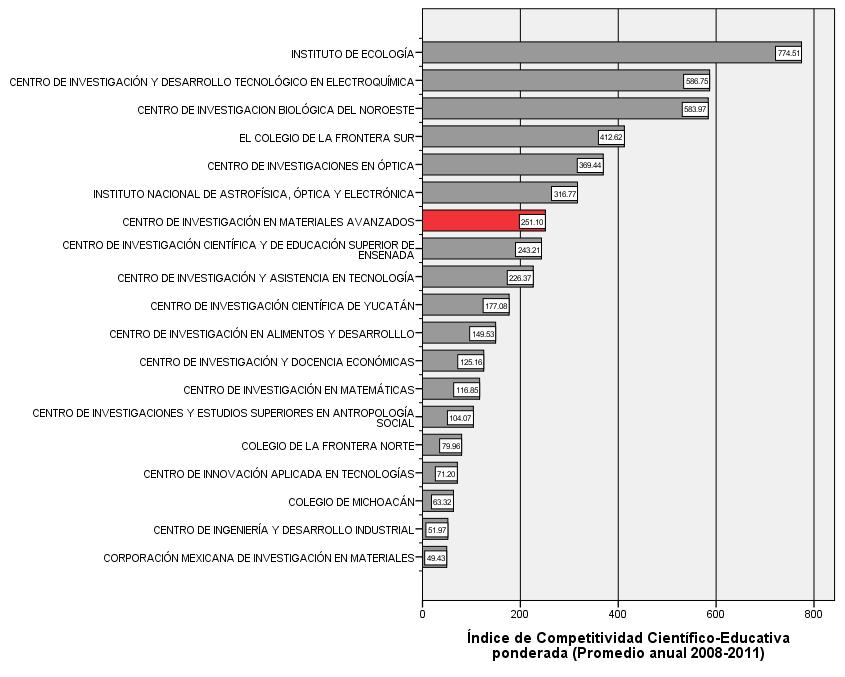 INSTITUTO DE ECOLOGÍA 774.51
CENTRO DE INVESTIGACIÓN Y DESARROLLO TECNOLÓGICO EN ELECTROQUÍMICA 586.75
CENTRO DE INVESTIGACION BIOLÓGICA DEL NOROESTE 583.97
EL COLEGIO DE LA FRONTERA SUR 412.62
CENTRO DE INVESTIGACIONES EN ÓPTICA 369.44
INSTITUTO NACIONAL DE ASTROFÍSICA, ÓPTICA Y ELECTRÓNICA 316.77
CENTRO DE INVESTIGACIÓN EN MATERIALES AVANZADOS 251.10
CENTRO DE INVESTIGACIÓN CIENTÍFICA Y DE EDUCACIÓN SUPERIOR DE
ENSENADA 243.21
CENTRO DE INVESTIGACIÓN Y ASISTENCIA EN TECNOLOGÍA 226.37
CENTRO DE INVESTIGACIÓN CIENTÍFICA DE YUCATÁN 177.08
CENTRO DE INVESTIGACIÓN EN ALIMENTOS Y DESARROLLLO 149.53
CENTRO DE INVESTIGACIÓN Y DOCENCIA ECONÓMICAS 125.16
CENTRO DE INVESTIGACIÓN EN MATEMÁTICAS 116.85
CENTRO DE INVESTIGACIONES Y ESTUDIOS SUPERIORES EN ANTROPOLOGÍA
SOCIAL 104.07
COLEGIO DE LA FRONTERA NORTE 79.96
CENTRO DE INNOVACIÓN APLICADA EN TECNOLOGÍAS 71.20
COLEGIO DE MICHOACÁN 63.32
CENTRO DE INGENIERÍA Y DESARROLLO INDUSTRIAL 51.97
CORPORACIÓN MEXICANA DE INVESTIGACIÓN EN MATERIALES 49.43
0 200 400 600 800
Índice de Competitividad Científico-Educativa
ponderada (Promedio anual 2008-2011)